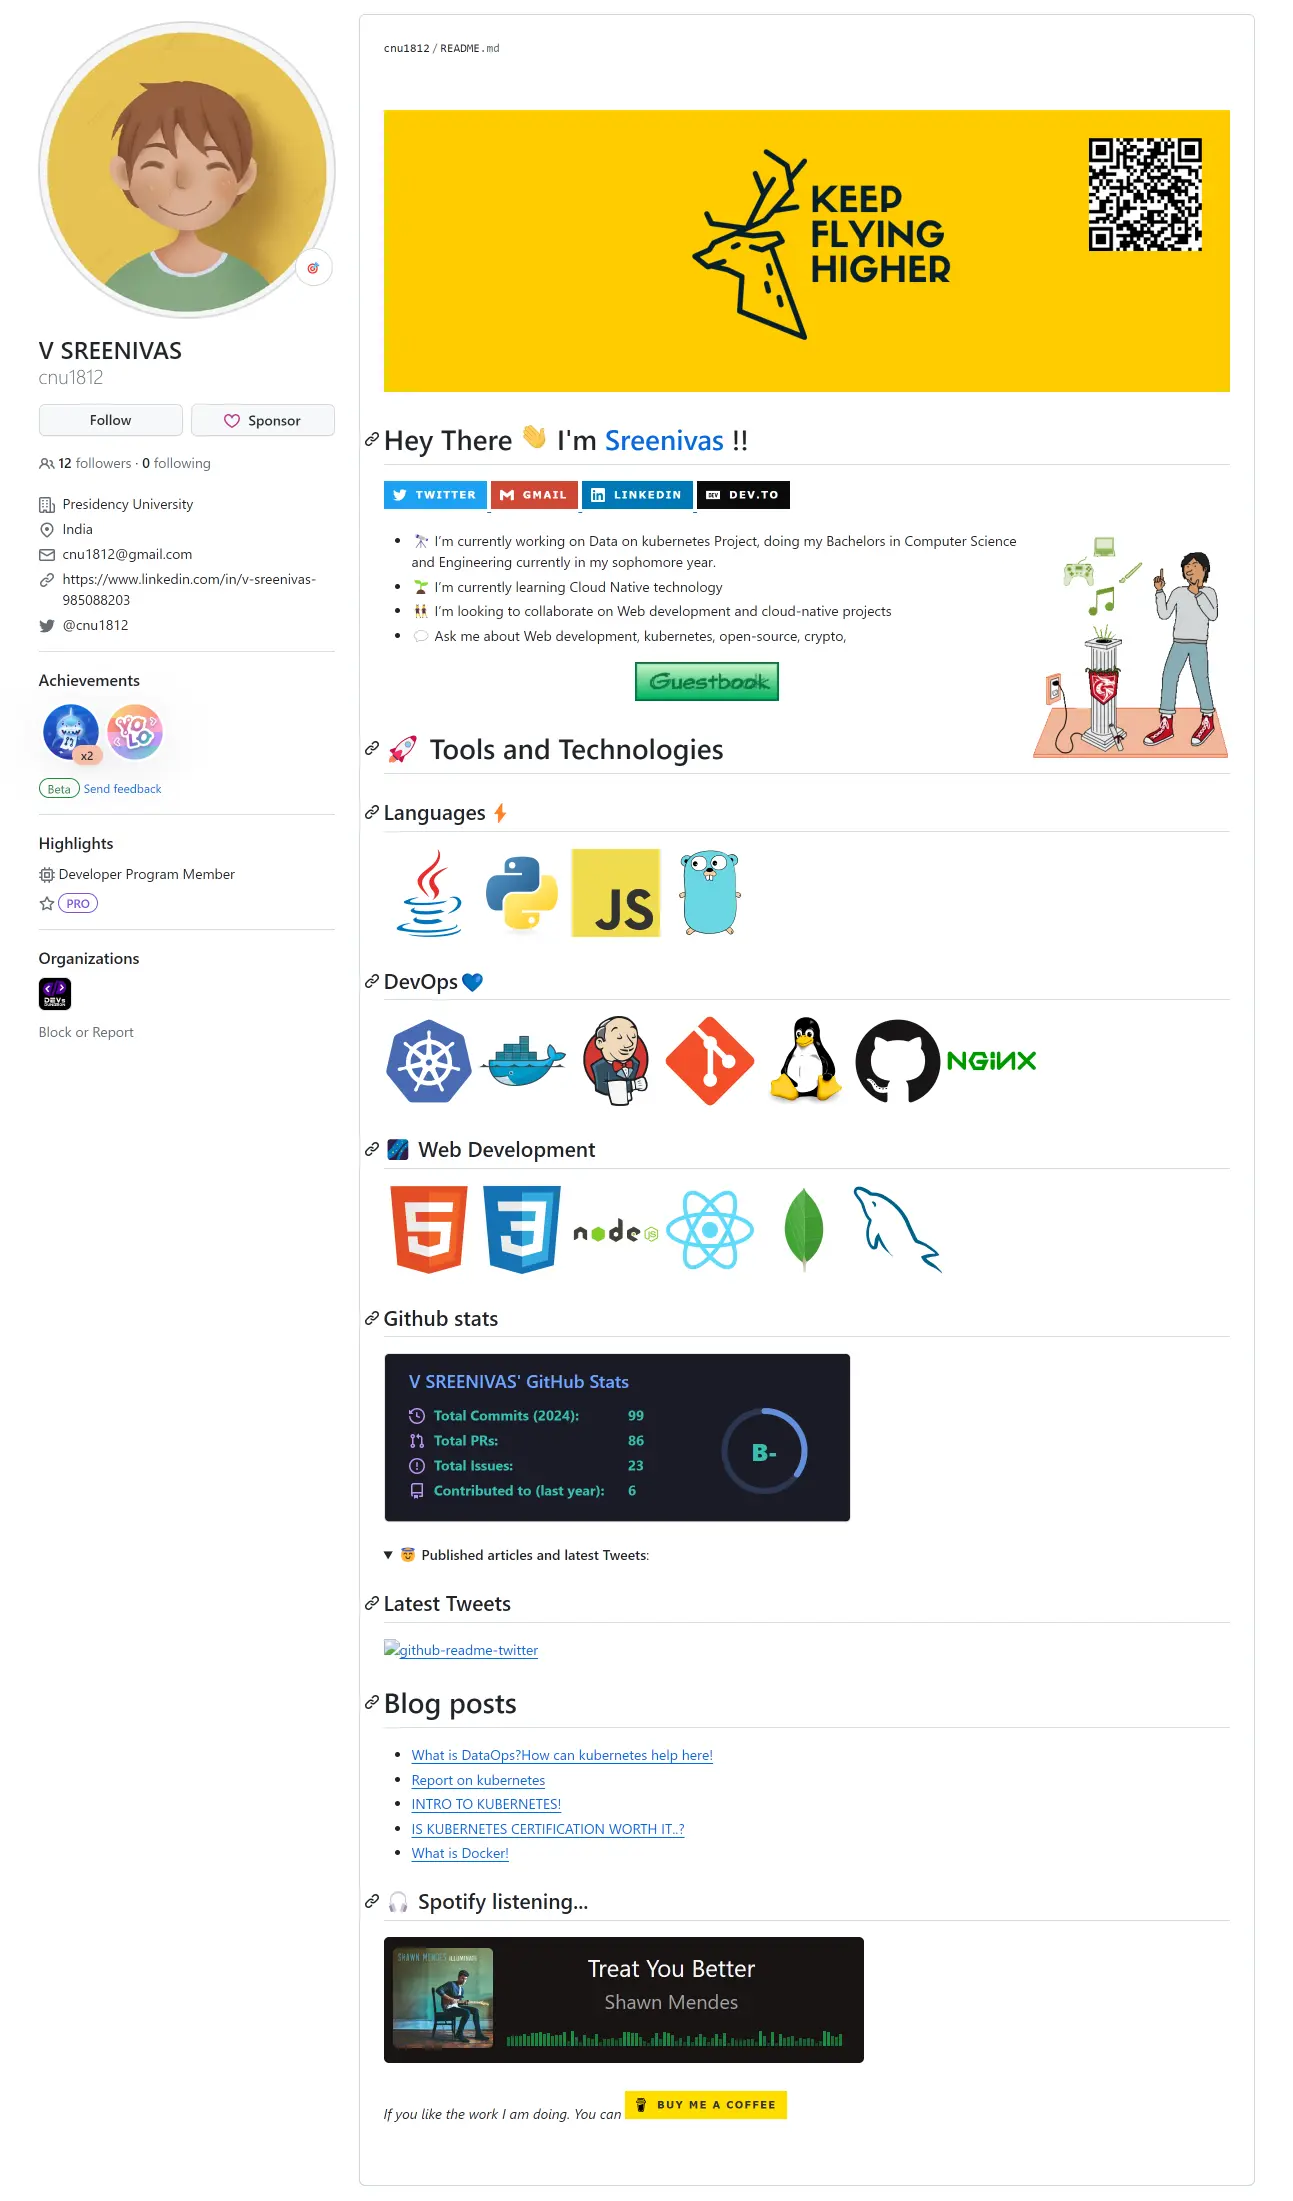 V SREENIVAS
cnu1812
Follow
Sponsor
12 followers · 0 following
Presidency University
India
cnu1812@gmail.com
https://www.linkedin.com/in/v-sreenivas-
985088203
@cnu1812
Achievements
YOLO
x2
Beta Send feedback
Highlights
Developer Program Member
PRO
Organizations
DEVs
Block or Report
cnu1812/README.md
KEEP
FLYING
HIGHER
Hey There 👋 I'm Sreenivas !!
TWITTER GMAIL LINKEDIN DEV DEV.TO
I'm currently working on Data on kubernetes Project, doing my Bachelors in Computer Science
and Engineering currently in my sophomore year.
I'm currently learning Cloud Native technology
I'm looking to collaborate on Web development and cloud-native projects
Ask me about Web development, kubernetes, open-source, crypto,
Guestbook
🚀 Tools and Technologies
Languages ⚡
JS
DevOps 💙
NGINX
🌌 Web Development
5 3 node JS
Github stats
V SREENIVAS' GitHub Stats
Total Commits (2024): 99
Total PRs: 86
Total Issues: 23
Contributed to (last year): 6
B-
▼ 😇 Published articles and latest Tweets:
Latest Tweets
github-readme-twitter
Blog posts
What is DataOps?How can kubernetes help here!
Report on kubernetes
INTRO TO KUBERNETES!
IS KUBERNETES CERTIFICATION WORTH IT..?
What is Docker!
🎧 Spotify listening...
SHAWN MENDES ILLUMINATE
Treat You Better
Shawn Mendes
If you like the work I am doing. You can BUY ME A COFFEE